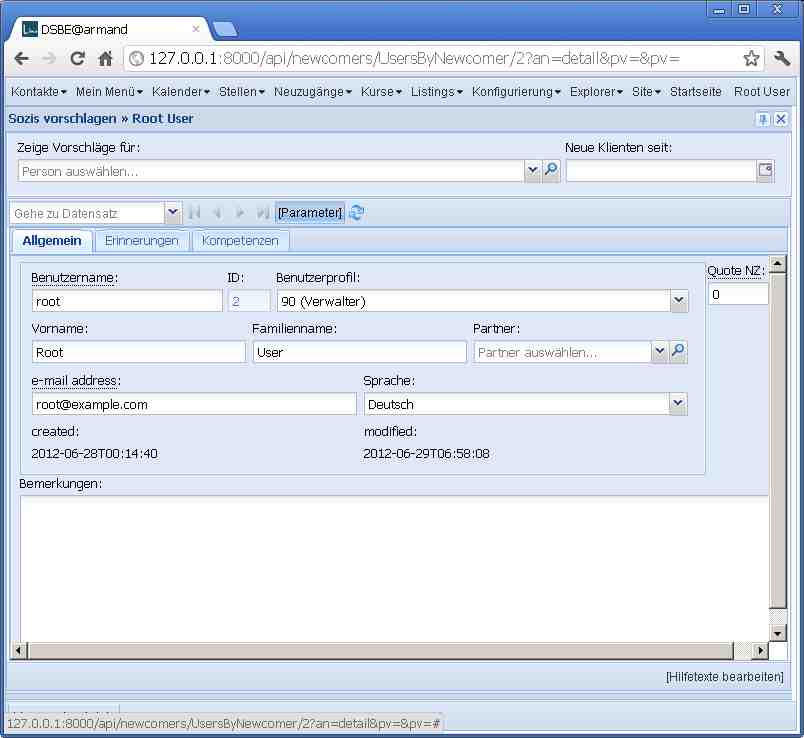 DSBE@armand
127.0.0.1:8000/api/newcomers/UsersByNewcomer/2?an=detail&pv=&pv=
Kontakte Mein Menü Kalender Stellen Neuzugänge Kurse Listings Konfigurierung Explorer Site Startseite Root User
Sozis vorschlagen » Root User
Zeige Vorschläge für: Neue Klienten seit:
Person auswählen...
Gehe zu Datensatz [Parameter]
Allgemein Erinnerungen Kompetenzen
Benutzername: ID: Benutzerprofil: Quote NZ:
root 2 90 (Verwalter) 0
Vorname: Familienname: Partner:
Root User Partner auswählen...
e-mail address: Sprache:
root@example.com Deutsch
created: modified:
2012-06-28T00:14:40 2012-06-29T06:58:08
Bemerkungen:
[Hilfetexte bearbeiten]
127.0.0.1:8000/api/newcomers/UsersByNewcomer/2?an=detail&pv=&pv=#